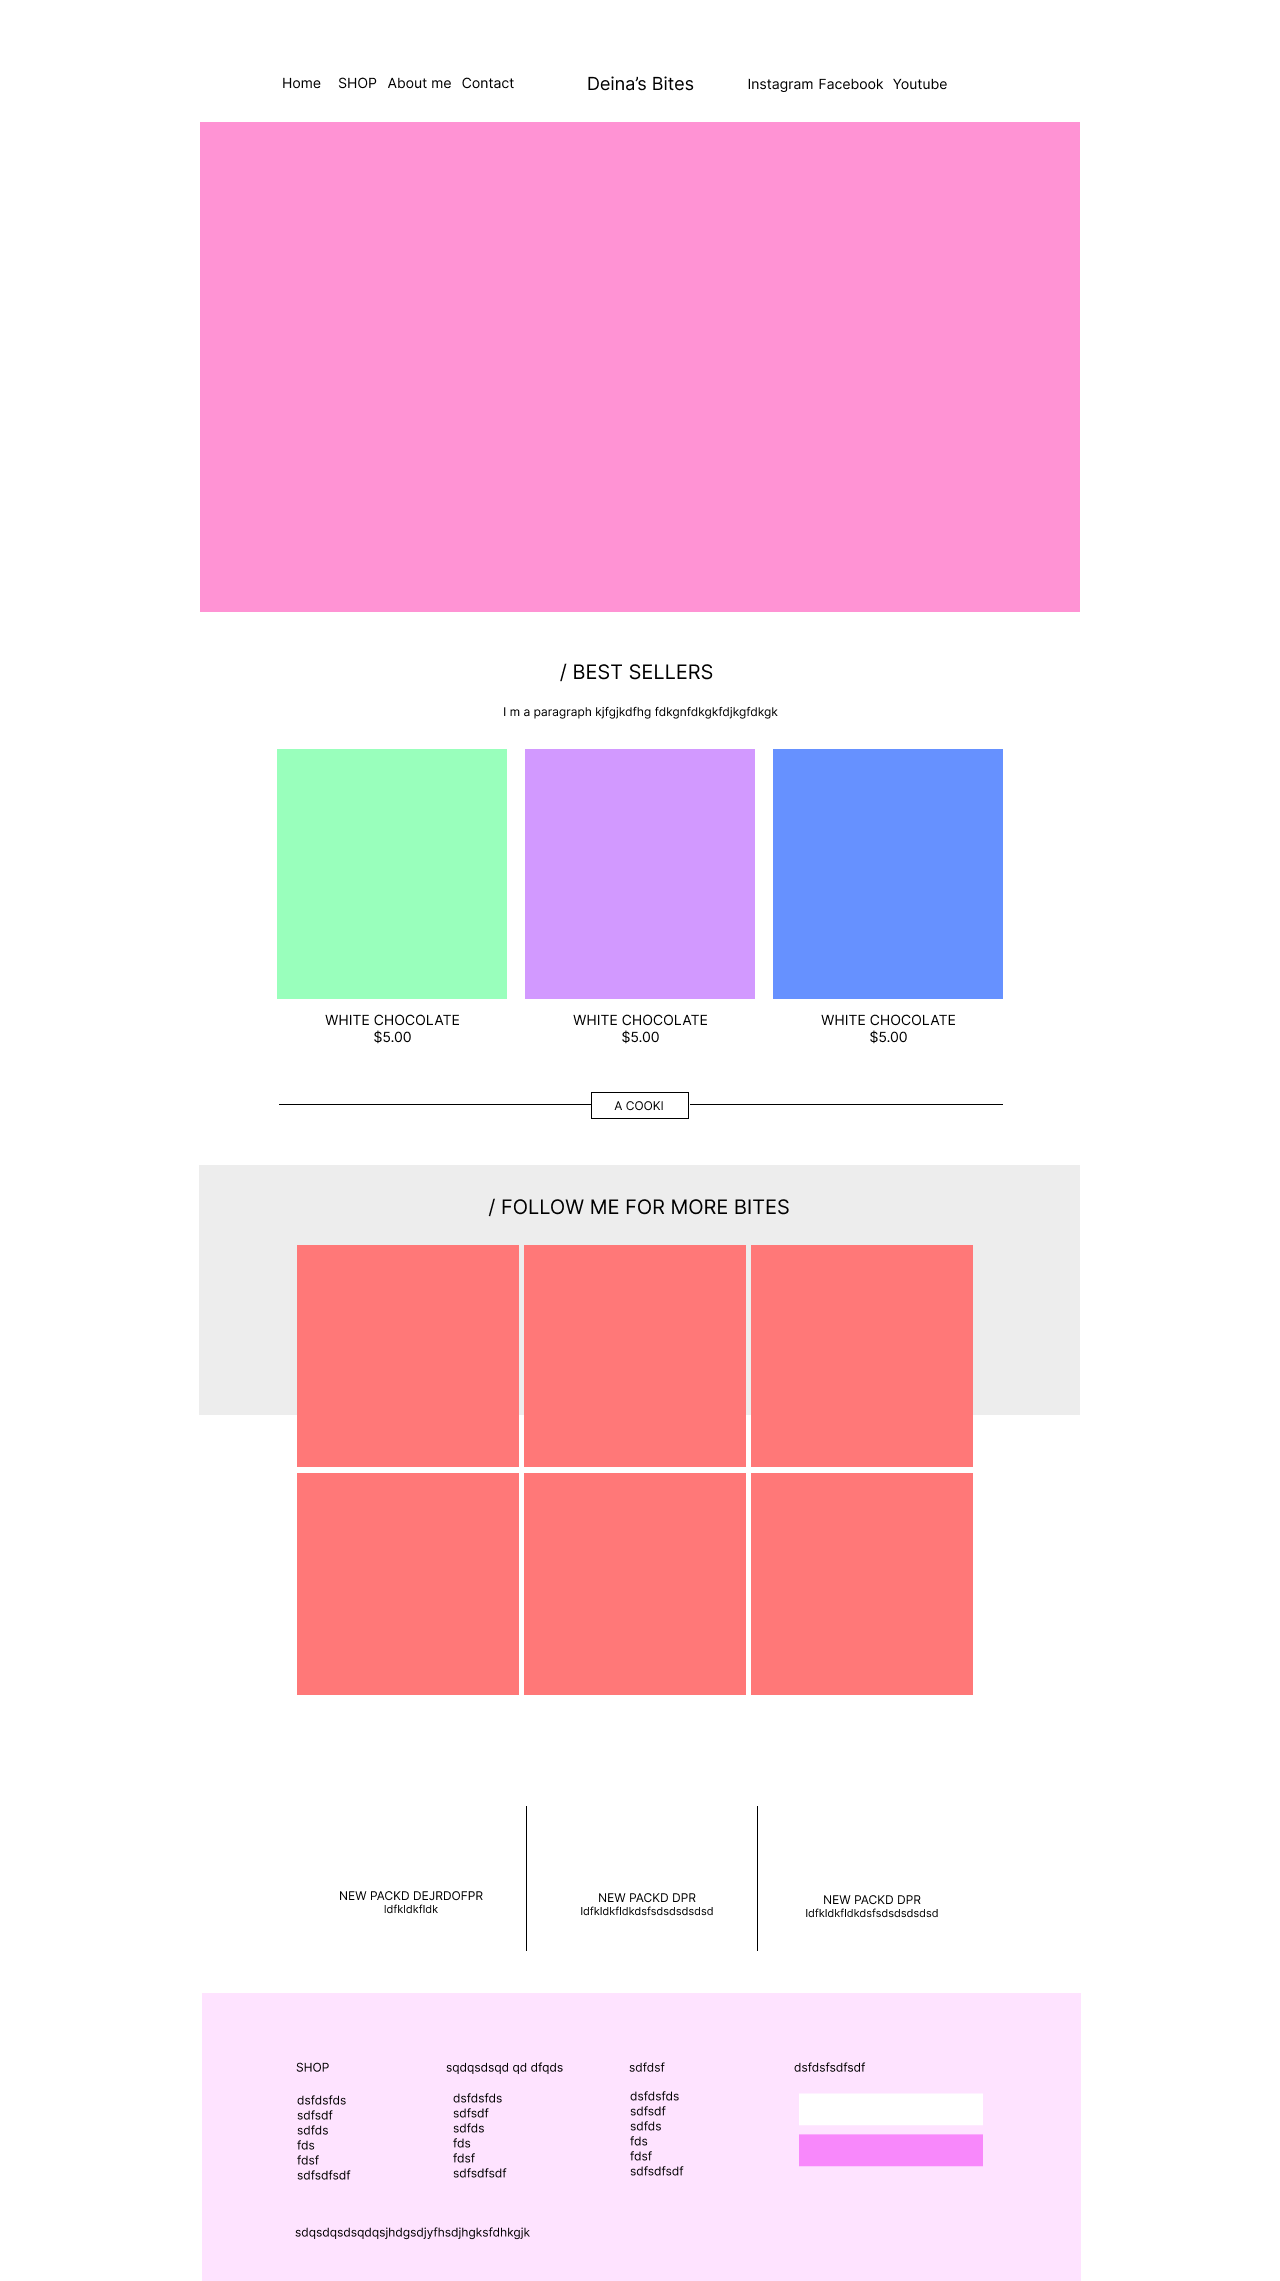 Home SHOP About me Contact Deina’s Bites Instagram Facebook Youtube
/ BEST SELLERS
I m a paragraph kjfgjkdfhg fdkgnfdkgkfdjkgfdkgk
WHITE CHOCOLATE
$5.00
WHITE CHOCOLATE
$5.00
WHITE CHOCOLATE
$5.00
A COOKI
/ FOLLOW ME FOR MORE BITES
NEW PACKD DEJRDOFPR
ldfkldkfldk
NEW PACKD DPR
ldfkldkfldkdsfsdsdsdsdsd
NEW PACKD DPR
ldfkldkfldkdsfsdsdsdsdsd
SHOP
dsfdsfds
sdfsdf
sdfds
fds
fdsf
sdfsdfsdf
sqdqsdsqd qd dfqds
dsfdsfds
sdfsdf
sdfds
fds
fdsf
sdfsdfsdf
sdfdsf
dsfdsfds
sdfsdf
sdfds
fds
fdsf
sdfsdfsdf
dsfdsfsdfsdf
sdqsdqsdsqdqsjhdgsdjyfhsdjhgksfdhkgjk